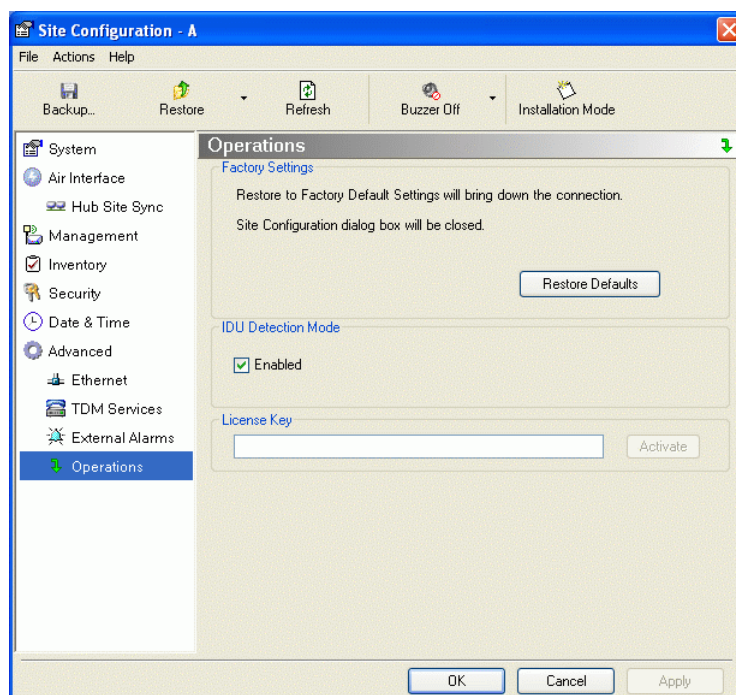 Site Configuration - A
File Actions Help
Backup... Restore Refresh Buzzer Off Installation Mode
System
Air Interface
Hub Site Sync
Management
Inventory
Security
Date & Time
Advanced
Ethernet
TDM Services
External Alarms
Operations
Operations
Factory Settings
Restore to Factory Default Settings will bring down the connection.
Site Configuration dialog box will be closed.
Restore Defaults
IDU Detection Mode
Enabled
License Key
Activate
OK Cancel Apply